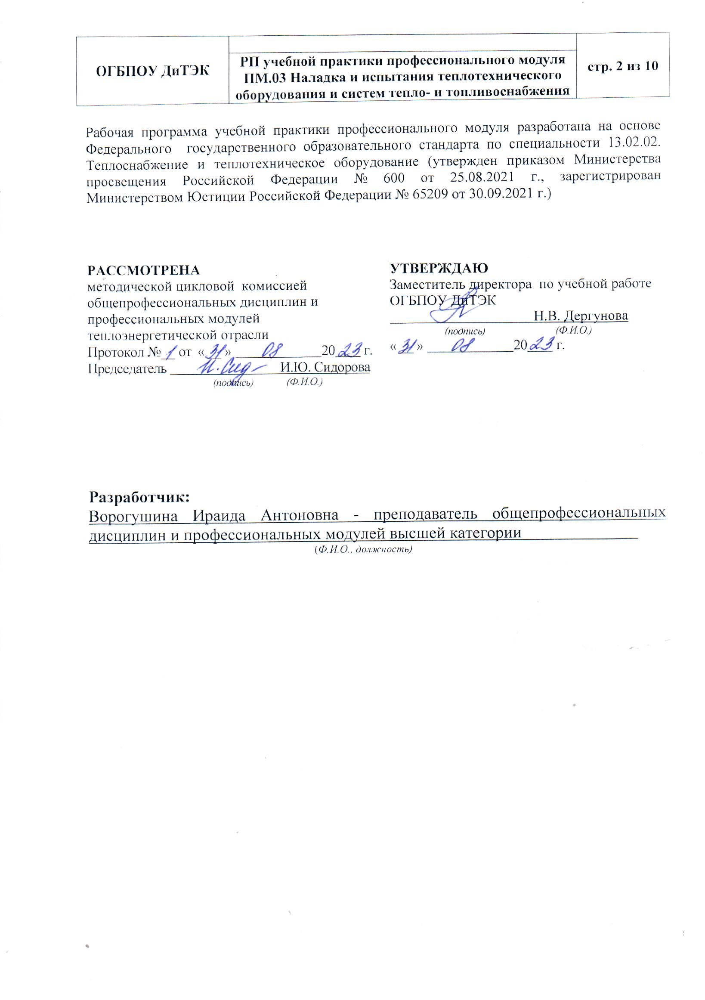 ОГБПОУ ДиТЭК
РП учебной практики профессионального модуля
ПМ.03 Наладка и испытания теплотехнического
оборудования и систем тепло- и топливоснабжения
стр. 2 из 10
Рабочая программа учебной практики профессионального модуля разработана на основе
Федерального государственного образовательного стандарта по специальности 13.02.02.
Теплоснабжение и теплотехническое оборудование (утвержден приказом Министерства
просвещения Российской Федерации № 600 от 25.08.2021 г., зарегистрирован
Министерством Юстиции Российской Федерации № 65209 от 30.09.2021 г.)
РАССМОТРЕНА
методической цикловой комиссией
общепрофессиональных дисциплин и
профессиональных модулей
теплоэнергетической отрасли
Протокол № 1 от «31» 08 2023 г.
Председатель И. Сид И.Ю. Сидорова
(подпись) (Ф.И.О.)
УТВЕРЖДАЮ
Заместитель директора по учебной работе
ОГБПОУ ДиТЭК
Н.В. Дергунова
(подпись) (Ф.И.О.)
«31» 08 2023 г.
Разработчик:
Ворогушина Ираида Антоновна - преподаватель общепрофессиональных
дисциплин и профессиональных модулей высшей категории
(Ф.И.О., должность)